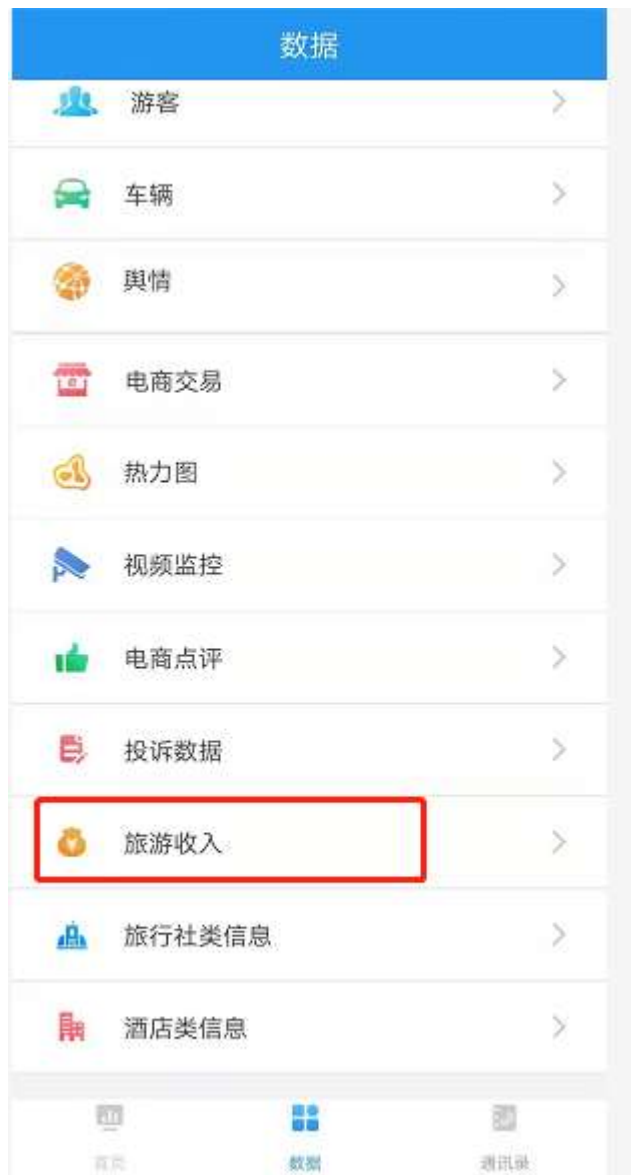 数据
游客
车辆
舆情
电商交易
热力图
视频监控
电商点评
投诉数据
旅游收入
旅行社类信息
酒店类信息
首页
数据
通讯录